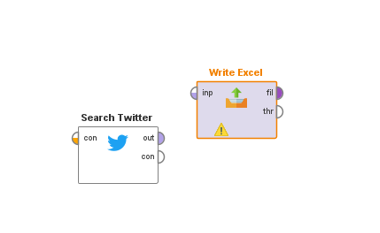 Write Excel
inp
fil
thr
Search Twitter
con
out
con